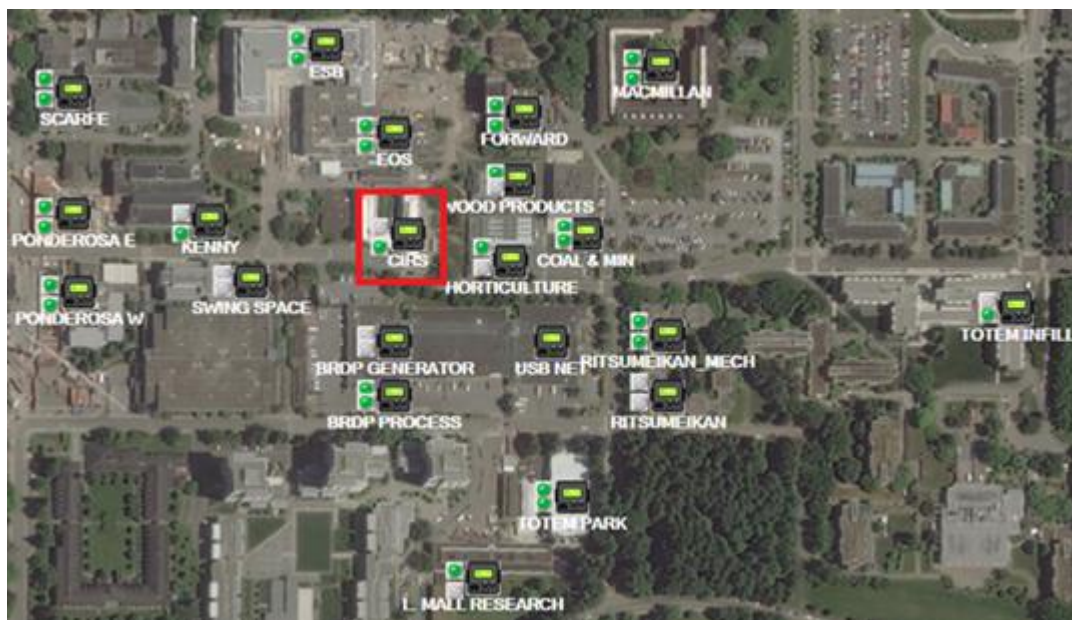 ESB
MACMILLAN
SCARFE
FORWARD
EOS
WOOD PRODUCTS
PONDEROSA E
KENNY
CIRS
COAL & MIN
HORTICULTURE
SWING SPACE
PONDEROSA W
TOTEM INFILL
BRDP GENERATOR
USB NET
RITSUMEIKAN_MECH
BRDP PROCESS
RITSUMEIKAN
TOTEM PARK
L. MALL RESEARCH